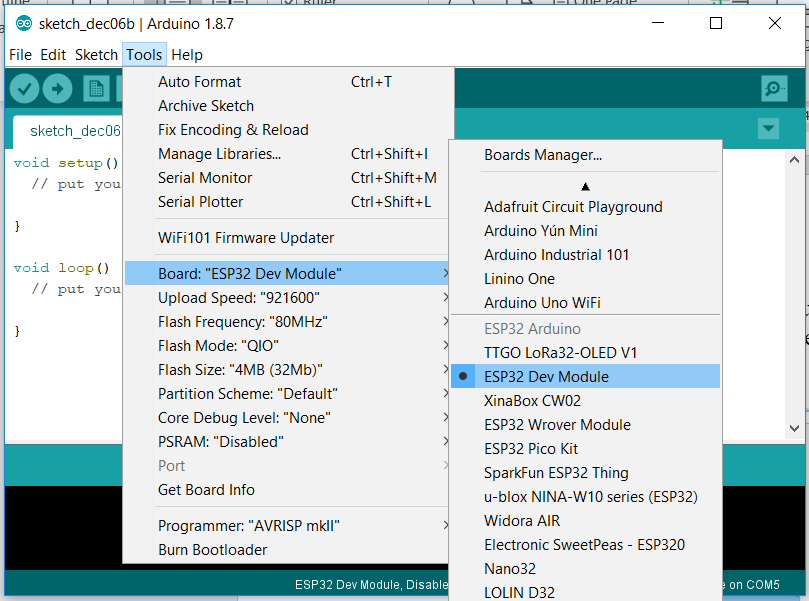 sketch_dec06b | Arduino 1.8.7
File Edit Sketch Tools Help
sketch_dec06
void setup()
// put you
}
void loop()
// put you
}
Auto Format Ctrl+T
Archive Sketch
Fix Encoding & Reload
Manage Libraries... Ctrl+Shift+I
Serial Monitor Ctrl+Shift+M
Serial Plotter Ctrl+Shift+L
WiFi101 Firmware Updater
Board: "ESP32 Dev Module"
Upload Speed: "921600"
Flash Frequency: "80MHz"
Flash Mode: "QIO"
Flash Size: "4MB (32Mb)"
Partition Scheme: "Default"
Core Debug Level: "None"
PSRAM: "Disabled"
Port
Get Board Info
Programmer: "AVRISP mkII"
Burn Bootloader
Boards Manager...
Adafruit Circuit Playground
Arduino Yún Mini
Arduino Industrial 101
Linino One
Arduino Uno WiFi
ESP32 Arduino
TTGO LoRa32-OLED V1
ESP32 Dev Module
XinaBox CW02
ESP32 Wrover Module
ESP32 Pico Kit
SparkFun ESP32 Thing
u-blox NINA-W10 series (ESP32)
Widora AIR
Electronic SweetPeas - ESP320
Nano32
LOLIN D32
ESP32 Dev Module, Disable
e on COM5